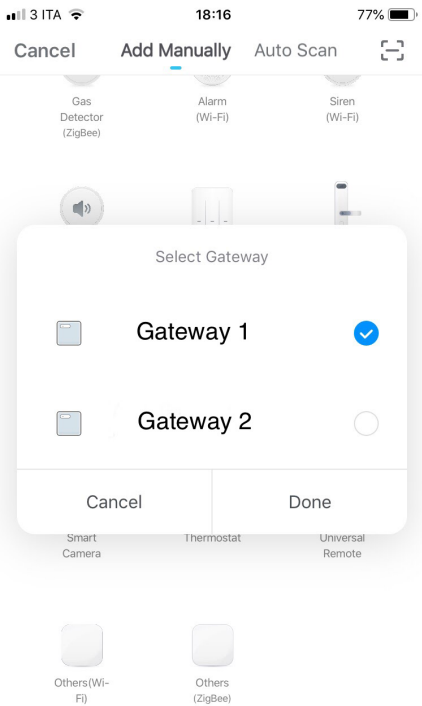 3 ITA 18:16 77%
Cancel Add Manually Auto Scan
Gas
Detector
(ZigBee)
Alarm
(Wi-Fi)
Siren
(Wi-Fi)
Select Gateway
Gateway 1
Gateway 2
Cancel Done
Smart
Camera
Thermostat
Universal
Remote
Others(Wi-
Fi)
Others
(ZigBee)